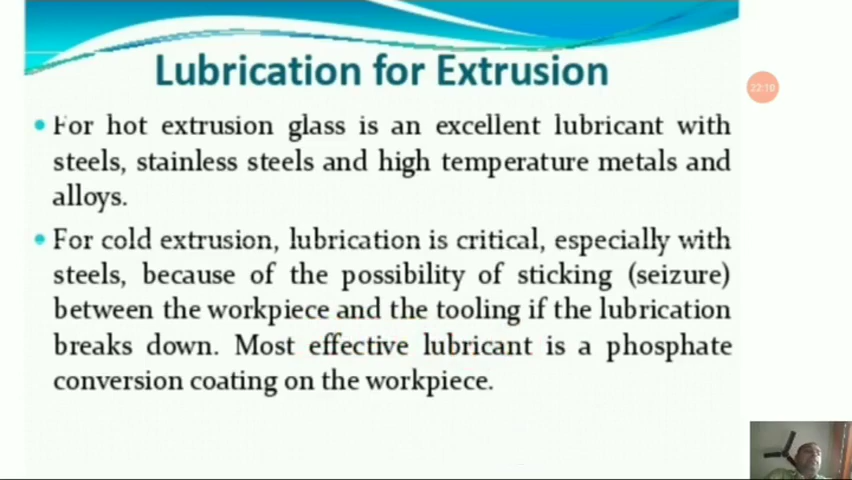 Lubrication for Extrusion
22:10
• For hot extrusion glass is an excellent lubricant with
steels, stainless steels and high temperature metals and
alloys.
• For cold extrusion, lubrication is critical, especially with
steels, because of the possibility of sticking (seizure)
between the workpiece and the tooling if the lubrication
breaks down. Most effective lubricant is a phosphate
conversion coating on the workpiece.